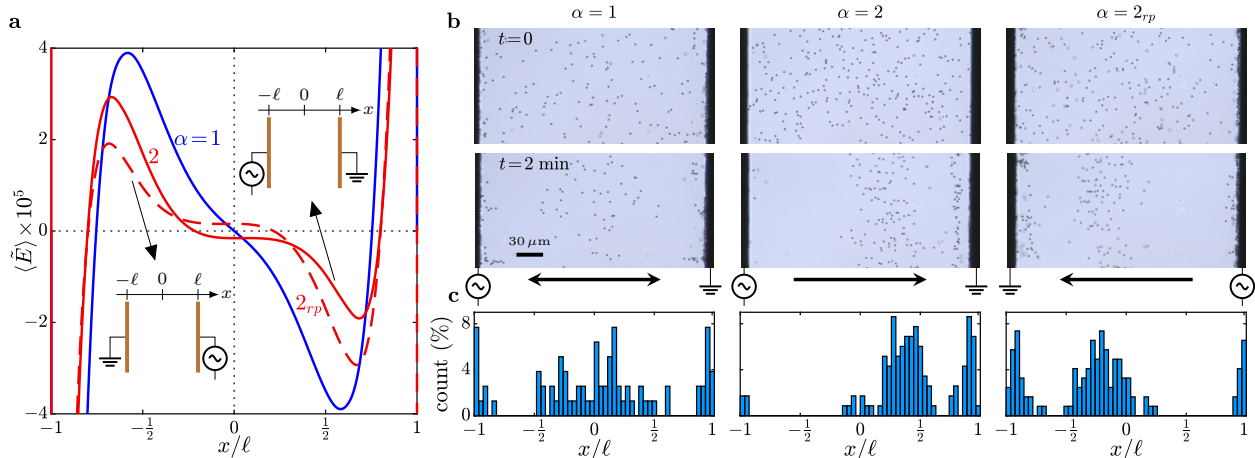 a
⟨Ẽ⟩ × 10⁵
4
2
0
−2
−4
−1
−1/2
0
1/2
1
x/ℓ
α = 1
2
2rp
−ℓ 0 ℓ x
−ℓ 0 ℓ x
b
α = 1 α = 2 α = 2rp
t = 0
t = 2 min
30 μm
c
count (%)
8
4
0
−1 −1/2 0 1/2 1
−1 −1/2 0 1/2 1
−1 −1/2 0 1/2 1
x/ℓ x/ℓ x/ℓ